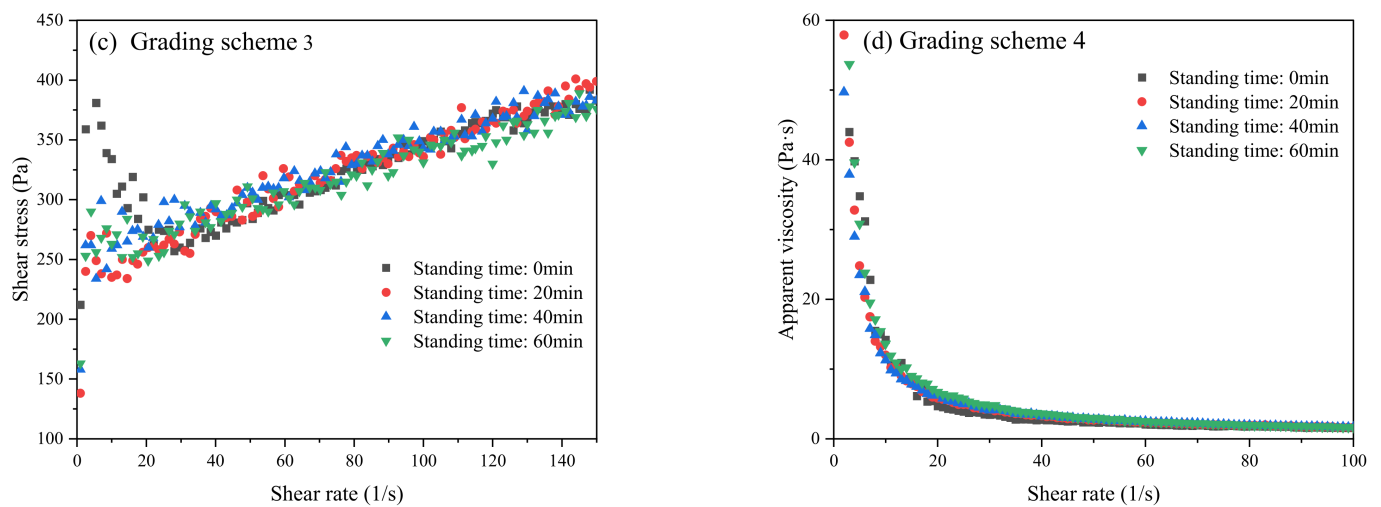 (c) Grading scheme 3
450
400
350
300
250
200
150
100
Shear stress (Pa)
Standing time: 0min
Standing time: 20min
Standing time: 40min
Standing time: 60min
0 20 40 60 80 100 120 140
Shear rate (1/s)
(d) Grading scheme 4
60
40
20
0
Apparent viscosity (Pa·s)
Standing time: 0min
Standing time: 20min
Standing time: 40min
Standing time: 60min
0 20 40 60 80 100
Shear rate (1/s)